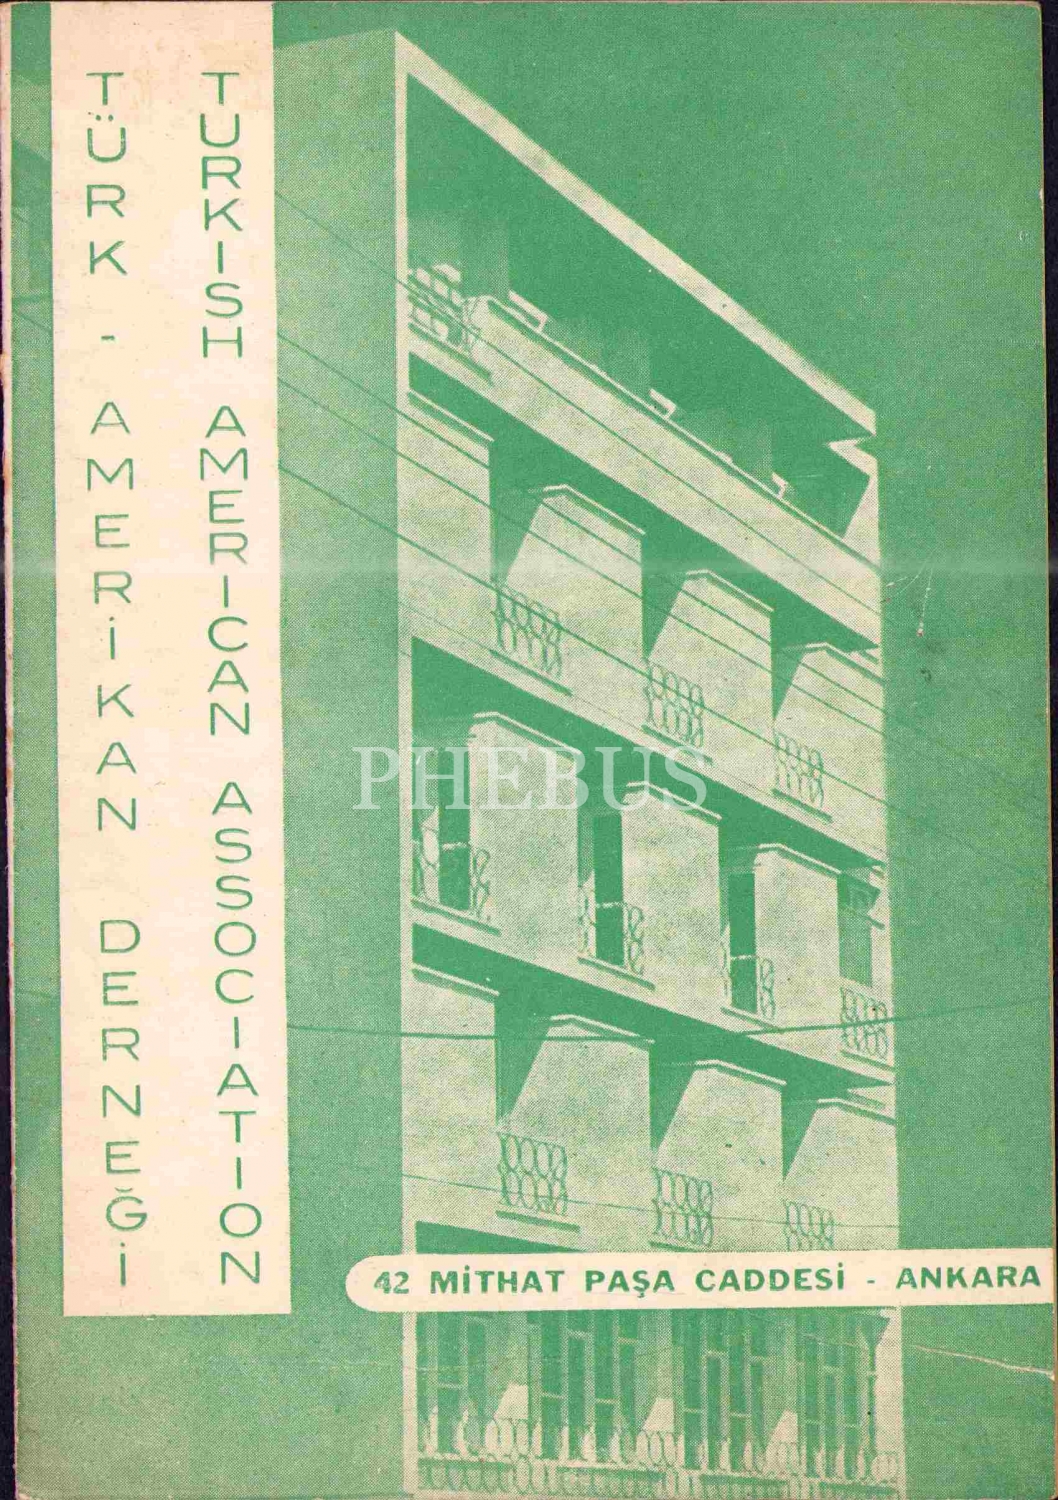 TÜRK - AMERİKAN DERNEĞİ
TURKISH AMERICAN ASSOCIATION
PHEBUS
42 MİTHAT PAŞA CADDESİ - ANKARA